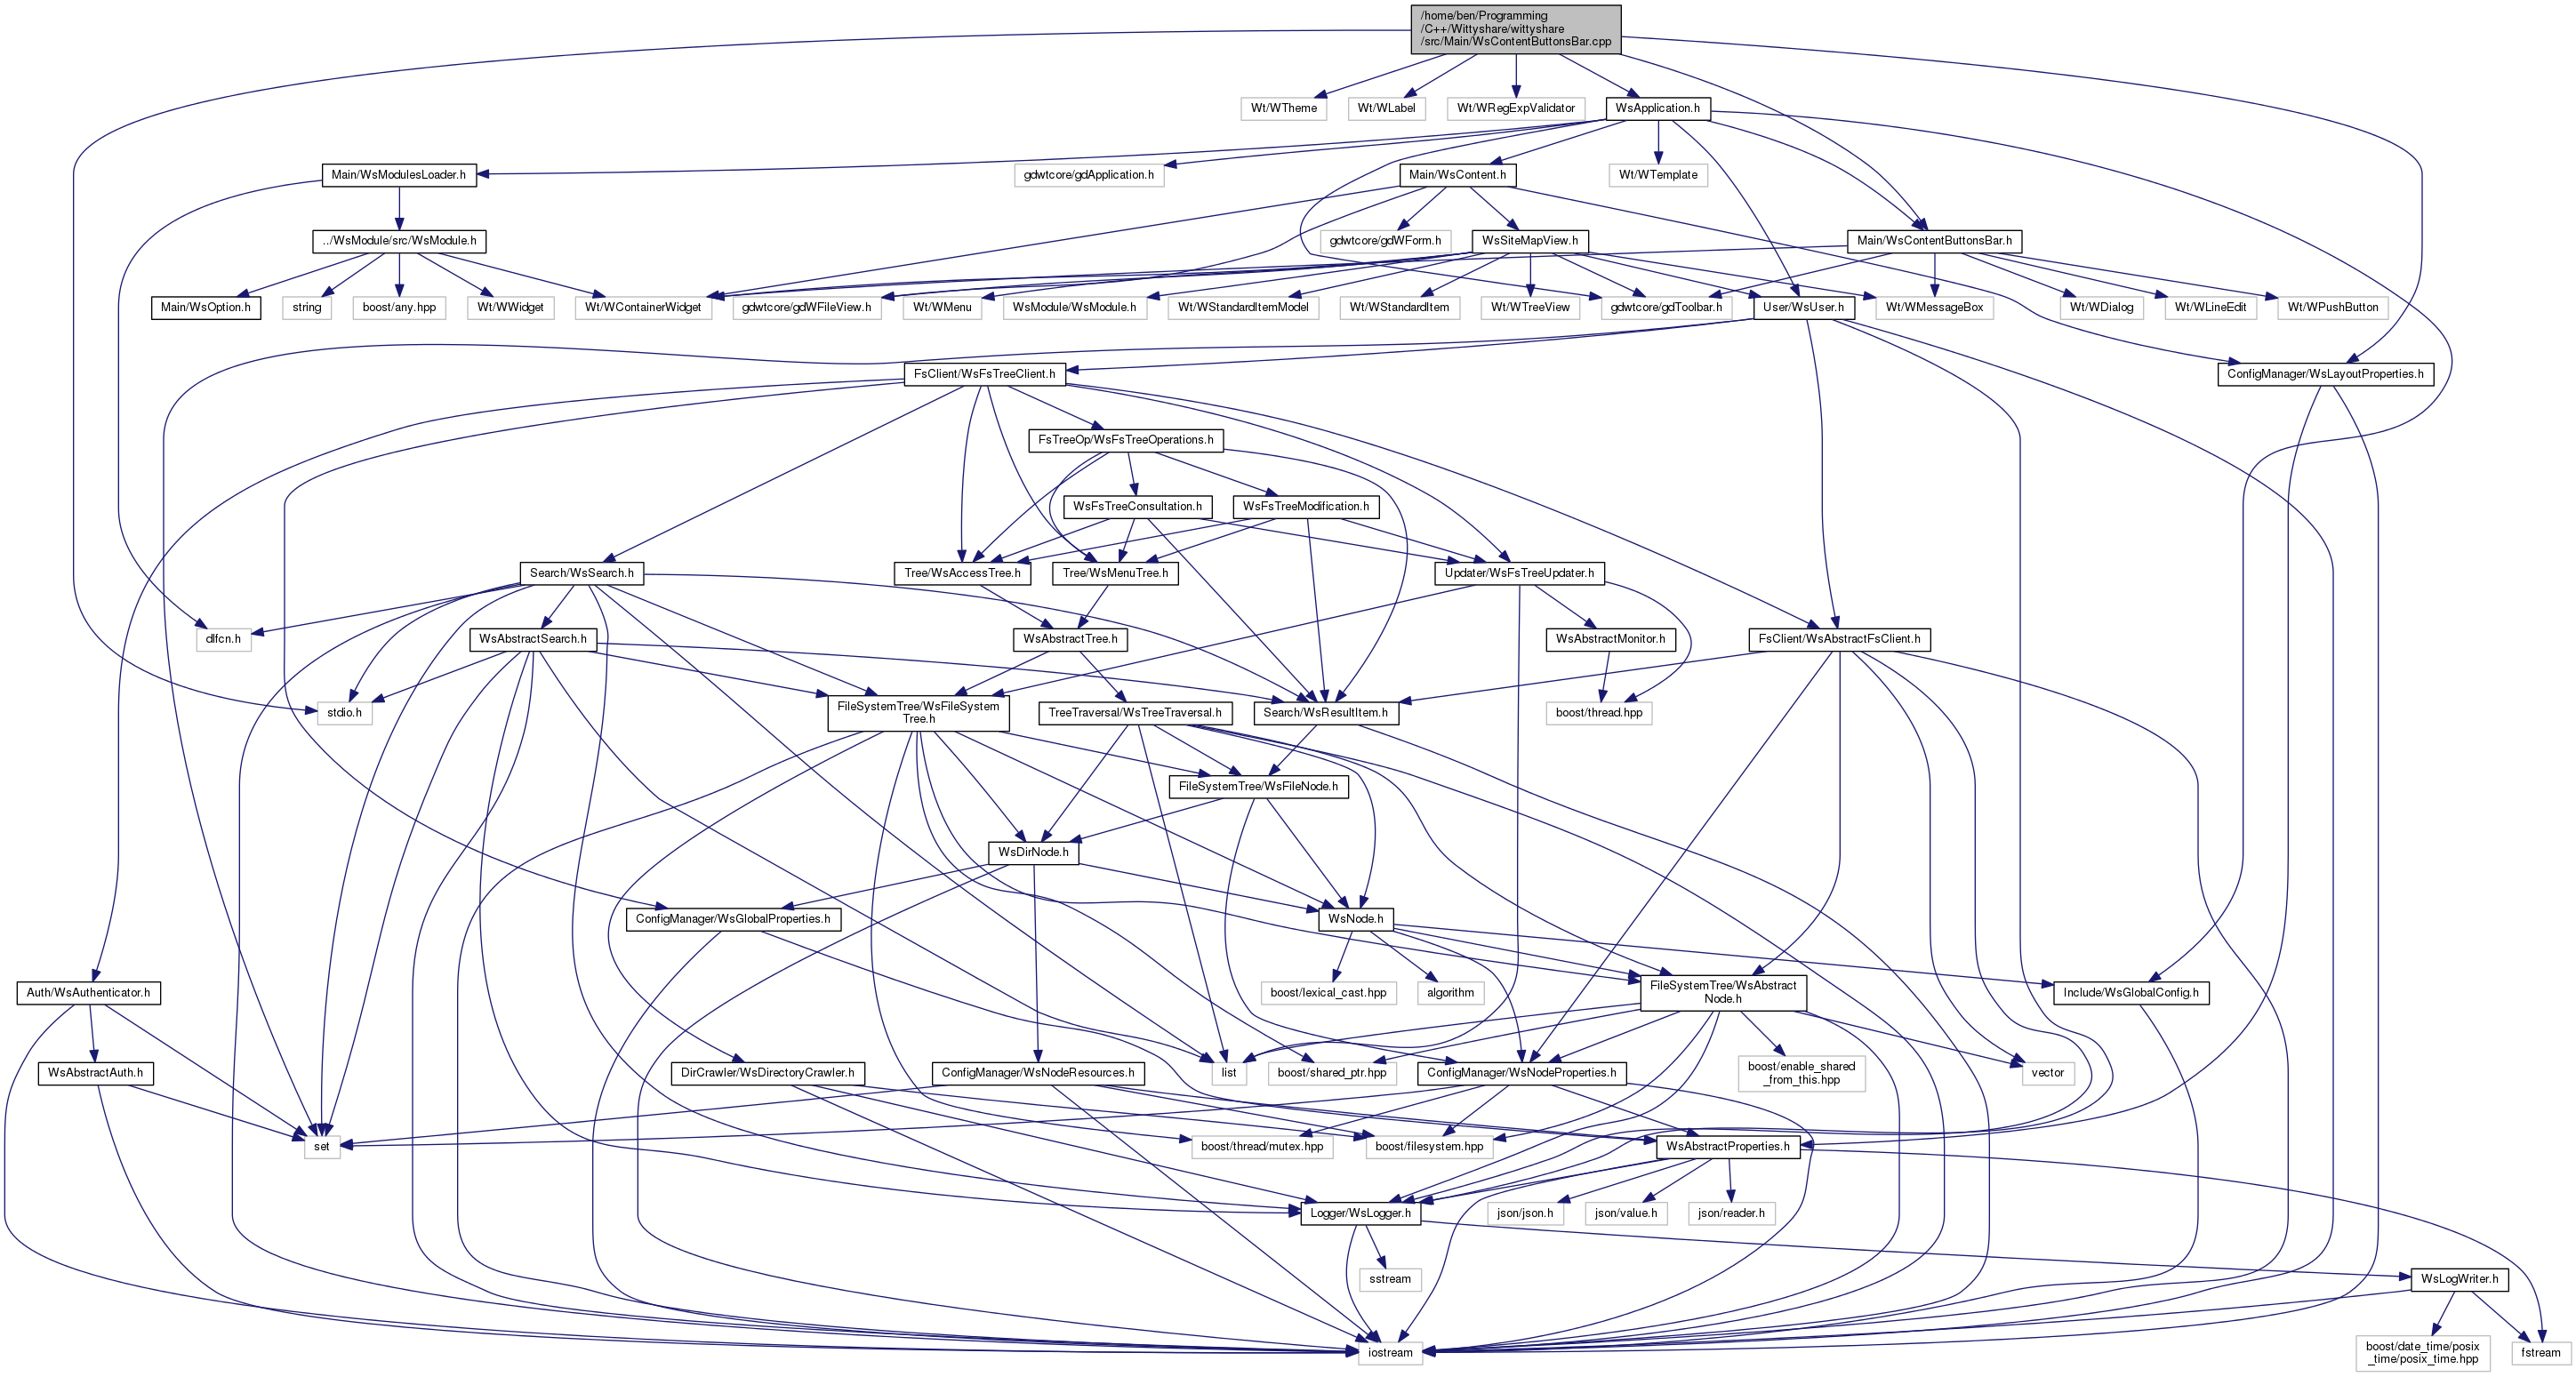 /home/ben/Programming
/C++/Wittyshare/wittyshare
/src/Main/WsContentButtonsBar.cpp
Wt/WTheme
Wt/WLabel
Wt/WRegExpValidator
WsApplication.h
Main/WsModulesLoader.h
gdwtcore/gdApplication.h
Main/WsContent.h
Wt/WTemplate
../WsModule/src/WsModule.h
gdwtcore/gdWForm.h
WsSiteMapView.h
Main/WsContentButtonsBar.h
Main/WsOption.h
string
boost/any.hpp
Wt/WWidget
Wt/WContainerWidget
gdwtcore/gdWFileView.h
Wt/WMenu
WsModule/WsModule.h
Wt/WStandardItemModel
Wt/WStandardItem
Wt/WTreeView
gdwtcore/gdToolbar.h
User/WsUser.h
Wt/WMessageBox
Wt/WDialog
Wt/WLineEdit
Wt/WPushButton
FsClient/WsFsTreeClient.h
ConfigManager/WsLayoutProperties.h
FsTreeOp/WsFsTreeOperations.h
WsFsTreeConsultation.h
WsFsTreeModification.h
Search/WsSearch.h
Tree/WsAccessTree.h
Tree/WsMenuTree.h
Updater/WsFsTreeUpdater.h
dlfcn.h
WsAbstractSearch.h
WsAbstractTree.h
WsAbstractMonitor.h
FsClient/WsAbstractFsClient.h
stdio.h
FileSystemTree/WsFileSystem
Tree.h
TreeTraversal/WsTreeTraversal.h
Search/WsResultItem.h
boost/thread.hpp
FileSystemTree/WsFileNode.h
WsDirNode.h
ConfigManager/WsGlobalProperties.h
WsNode.h
Auth/WsAuthenticator.h
boost/lexical_cast.hpp
algorithm
FileSystemTree/WsAbstract
Node.h
Include/WsGlobalConfig.h
WsAbstractAuth.h
DirCrawler/WsDirectoryCrawler.h
ConfigManager/WsNodeResources.h
list
boost/shared_ptr.hpp
ConfigManager/WsNodeProperties.h
boost/enable_shared
_from_this.hpp
vector
set
boost/thread/mutex.hpp
boost/filesystem.hpp
WsAbstractProperties.h
Logger/WsLogger.h
json/json.h
json/value.h
json/reader.h
sstream
WsLogWriter.h
iostream
boost/date_time/posix
_time/posix_time.hpp
fstream